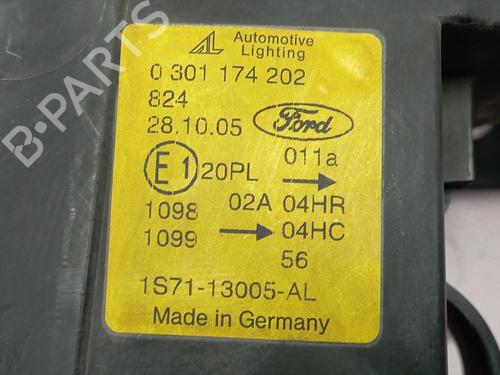 AL Automotive
Lighting
0 301 174 202
824
28.10.05 Ford
E1 20PL 011a
1098 02A 04HR
1099 04HC
56
1S71-13005-AL
Made in Germany
B-Parts